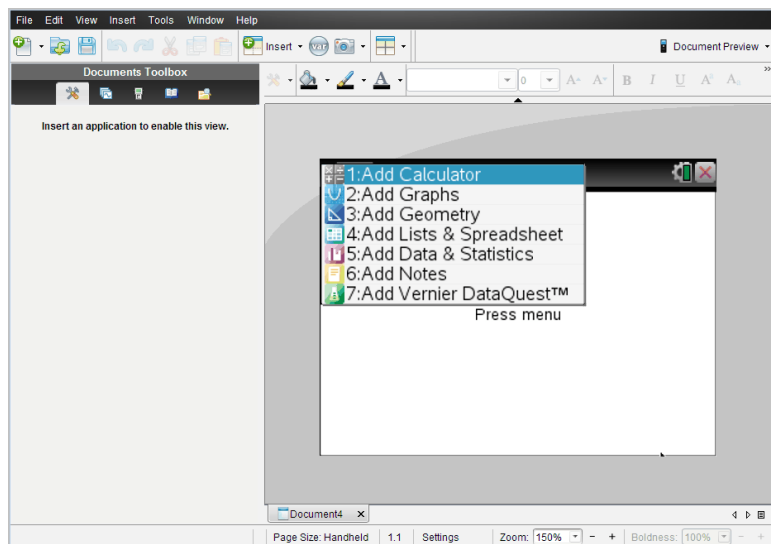 File Edit View Insert Tools Window Help
Insert Var Document Preview
Documents Toolbox
0 A A B I U A A
Insert an application to enable this view.
1:Add Calculator
2:Add Graphs
3:Add Geometry
4:Add Lists & Spreadsheet
5:Add Data & Statistics
6:Add Notes
7:Add Vernier DataQuest™
Press menu
Document4
Page Size: Handheld 1.1 Settings Zoom: 150% - + Boldness: 100% - +